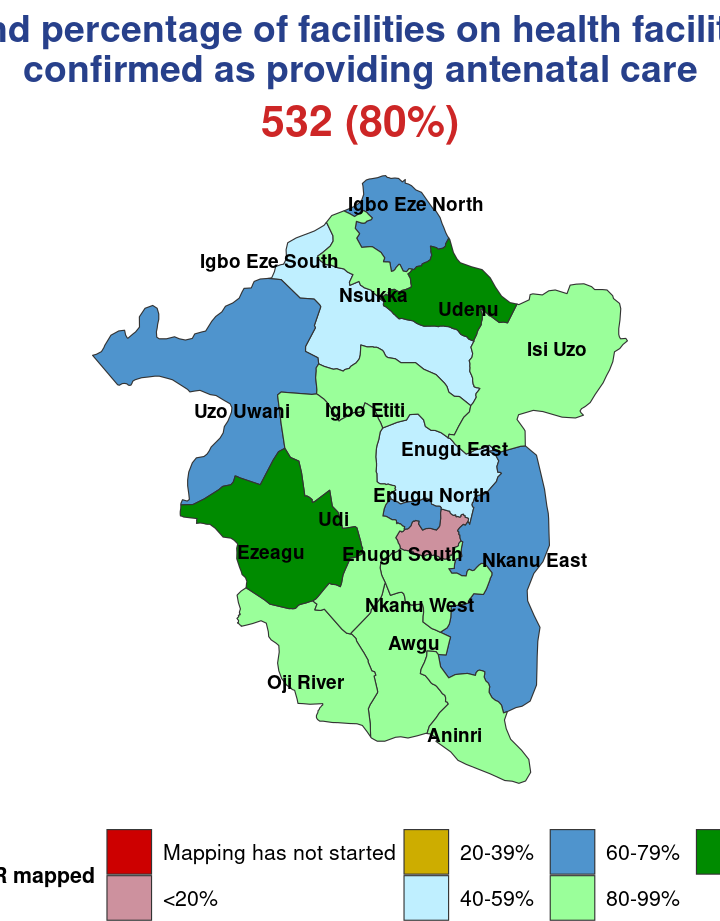 nd percentage of facilities on health facilit
confirmed as providing antenatal care
532 (80%)
Igbo Eze North
Igbo Eze South
Nsukka
Udenu
Isi Uzo
Uzo Uwani
Igbo Etiti
Enugu East
Enugu North
Udi
Ezeagu
Enugu South
Nkanu East
Nkanu West
Awgu
Oji River
Aninri
R mapped
Mapping has not started
20-39%
60-79%
<20%
40-59%
80-99%